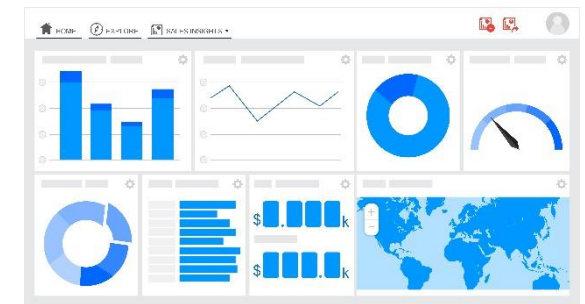 HOME EXPLORE SALES INSIGHTS
$ . k
+
-
$ . k